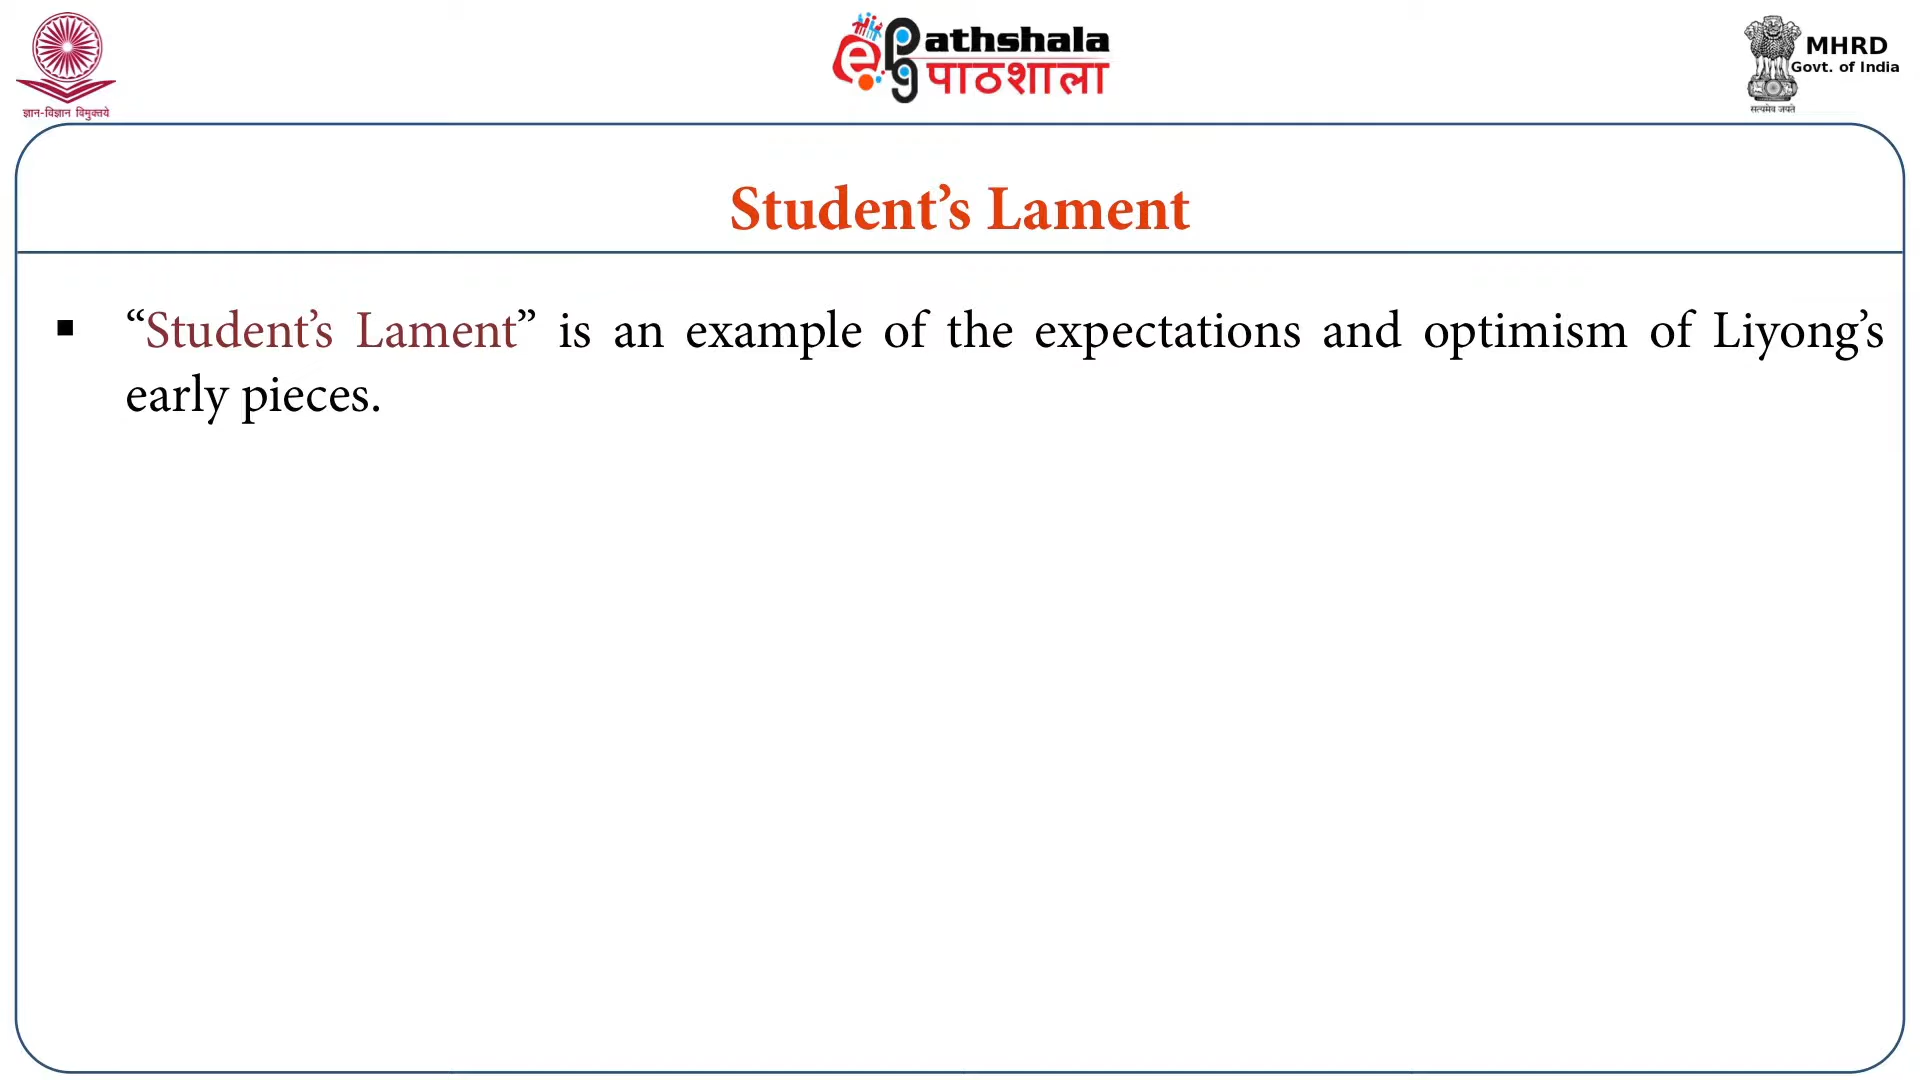 ज्ञान-विज्ञान विमुक्तये
ePathshala
पाठशाला
MHRD
Govt. of India
सत्यमेव जयते
Student’s Lament
▪ “Student’s Lament” is an example of the expectations and optimism of Liyong’s
early pieces.